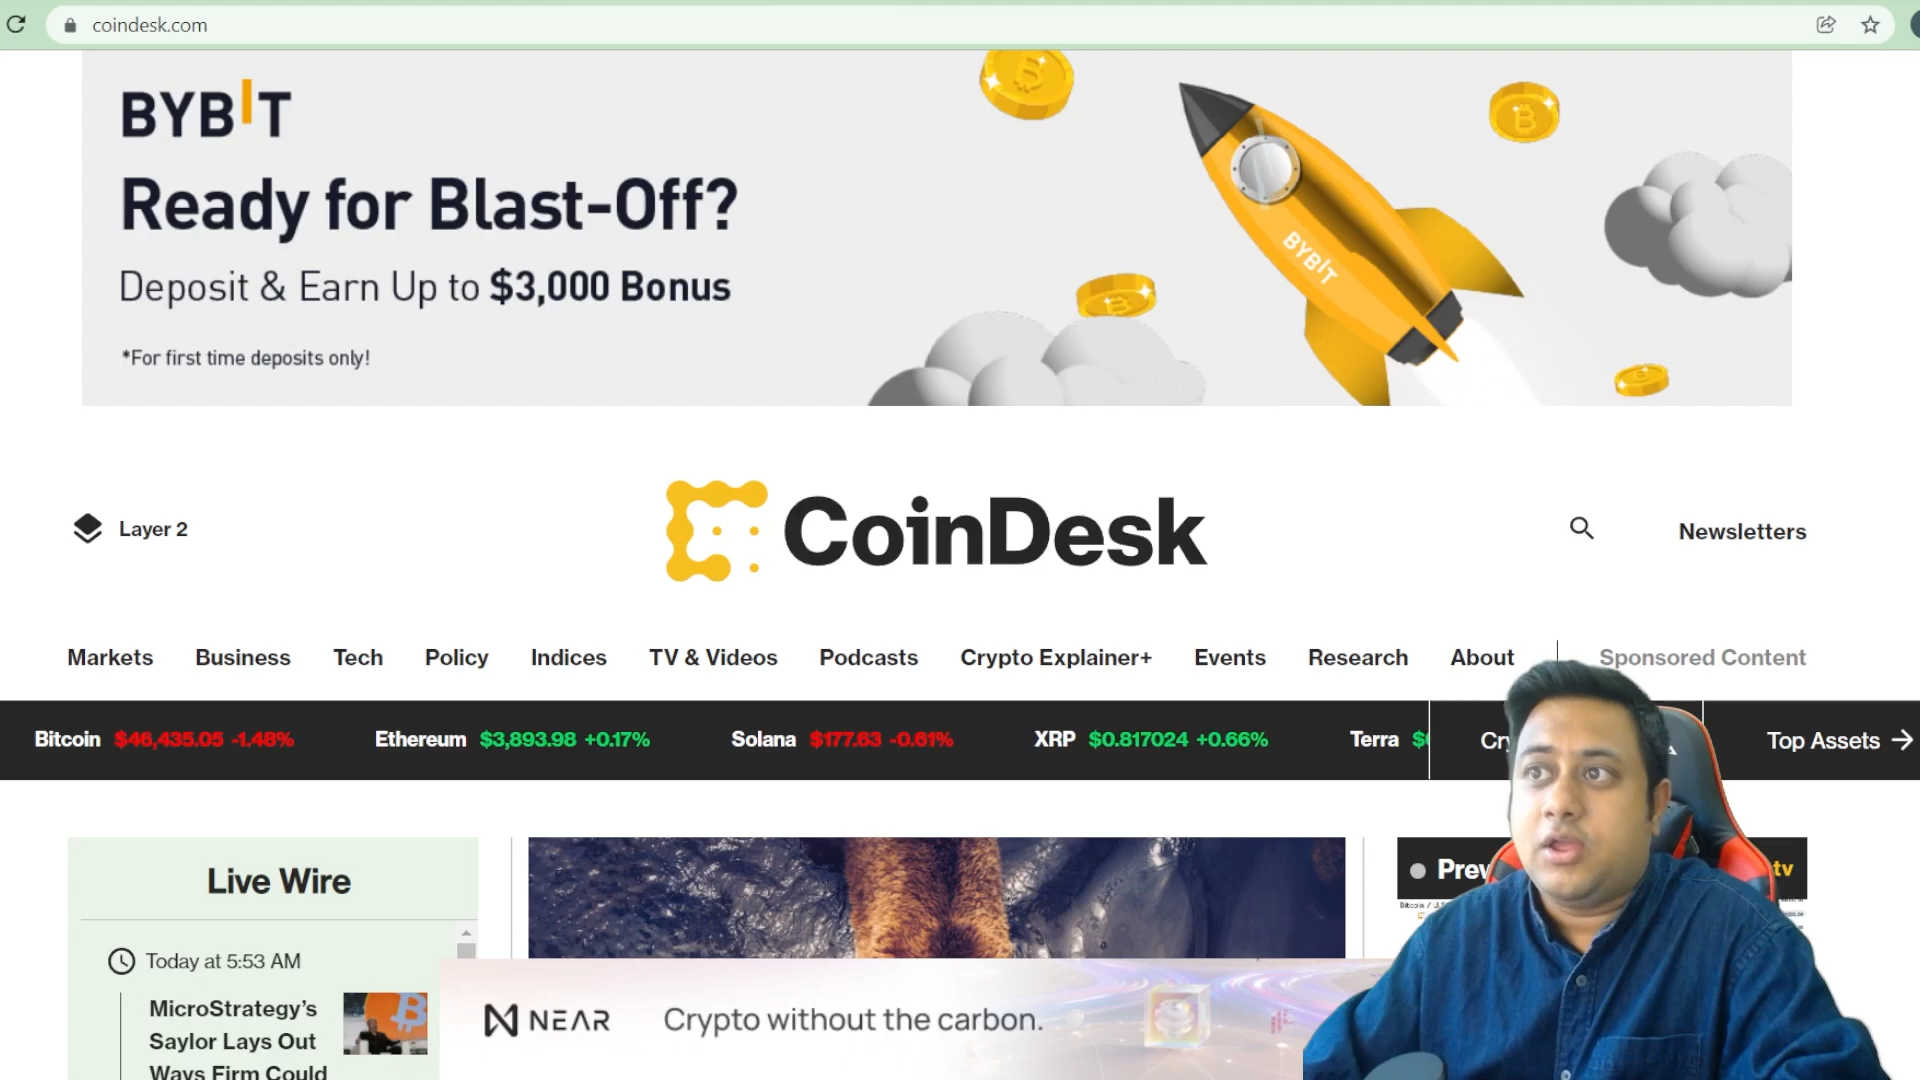 coindesk.com
BYBIT
Ready for Blast-Off?
Deposit & Earn Up to $3,000 Bonus
*For first time deposits only!
BYBIT
Layer 2
CoinDesk
Newsletters
Markets Business Tech Policy Indices TV & Videos Podcasts Crypto Explainer+ Events Research About Sponsored Content
Bitcoin $46,435.05 -1.48% Ethereum $3,893.98 +0.17% Solana $177.63 -0.61% XRP $0.817024 +0.66% Terra Top Assets
Live Wire
tv
Today at 5:53 AM
MicroStrategy's
Saylor Lays Out
Ways Firm Could
NEAR Crypto without the carbon.